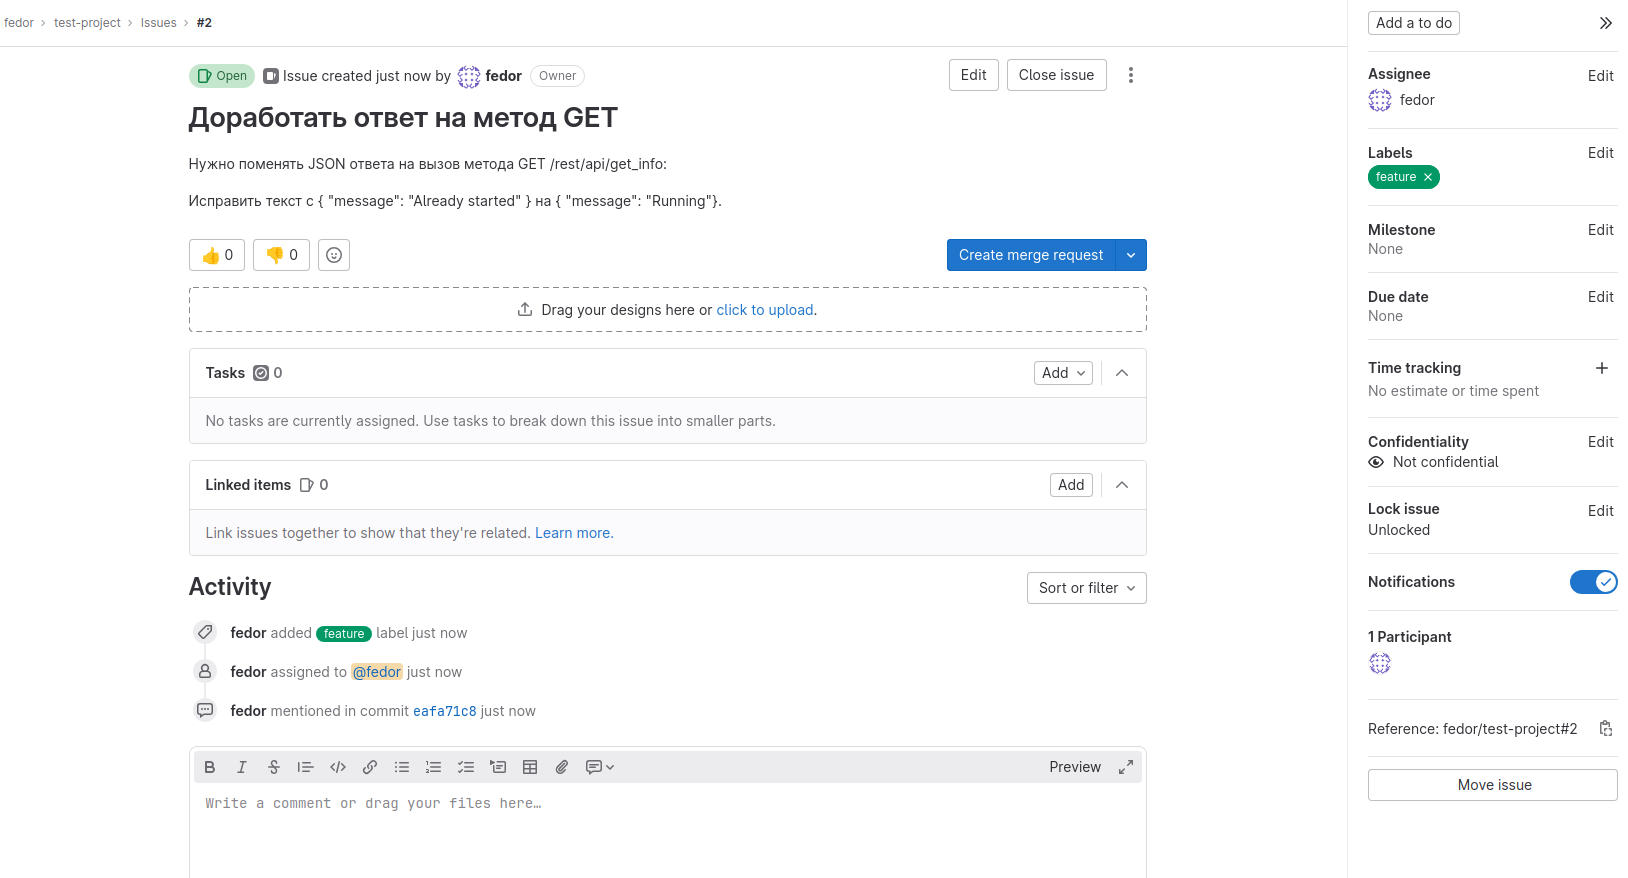 fedor › test-project › Issues › #2
Open Issue created just now by fedor Owner
Edit Close issue
Доработать ответ на метод GET
Нужно поменять JSON ответа на вызов метода GET /rest/api/get_info:
Исправить текст с { "message": "Already started" } на { "message": "Running"}.
👍 0 👎 0
Create merge request
Drag your designs here or click to upload.
Tasks 0
Add
No tasks are currently assigned. Use tasks to break down this issue into smaller parts.
Linked items 0
Add
Link issues together to show that they're related. Learn more.
Activity
Sort or filter
fedor added feature label just now
fedor assigned to @fedor just now
fedor mentioned in commit eafa71c8 just now
B I S Preview
Write a comment or drag your files here…
Add a to do
Assignee Edit
fedor
Labels Edit
feature ×
Milestone Edit
None
Due date Edit
None
Time tracking +
No estimate or time spent
Confidentiality Edit
Not confidential
Lock issue Edit
Unlocked
Notifications
1 Participant
Reference: fedor/test-project#2
Move issue